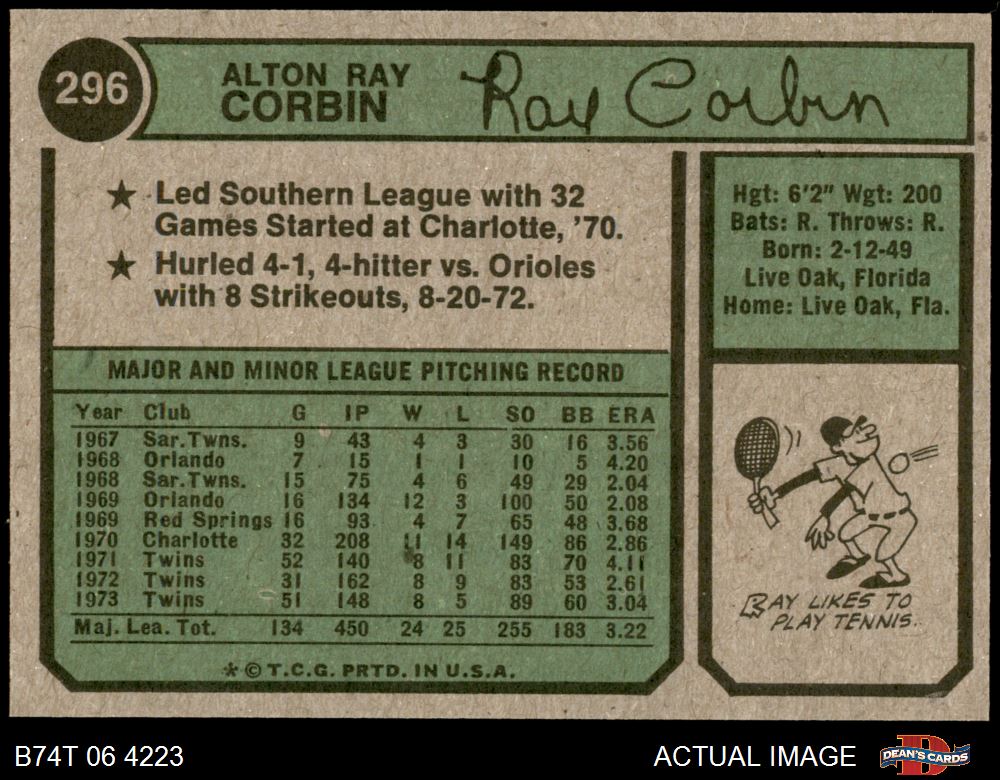 296
ALTON RAY
CORBIN
Ray Corbin
★ Led Southern League with 32
Games Started at Charlotte, '70.
★ Hurled 4-1, 4-hitter vs. Orioles
with 8 Strikeouts, 8-20-72.
Hgt: 6'2" Wgt: 200
Bats: R. Throws: R.
Born: 2-12-49
Live Oak, Florida
Home: Live Oak, Fla.
MAJOR AND MINOR LEAGUE PITCHING RECORD
Year Club G IP W L SO BB ERA
1967 Sar.Twns. 9 43 4 3 30 16 3.56
1968 Orlando 7 15 1 1 10 5 4.20
1968 Sar.Twns. 15 75 4 6 49 29 2.04
1969 Orlando 16 134 12 3 100 50 2.08
1969 Red Springs 16 93 4 7 65 48 3.68
1970 Charlotte 32 208 11 14 149 86 2.86
1971 Twins 52 140 8 11 83 70 4.11
1972 Twins 31 162 8 9 83 53 2.61
1973 Twins 51 148 8 5 89 60 3.04
Maj. Lea. Tot. 134 450 24 25 255 183 3.22
* © T.C.G. PRTD. IN U.S.A.
RAY LIKES TO
PLAY TENNIS.
B74T 06 4223
ACTUAL IMAGE
DEAN'S CARDS